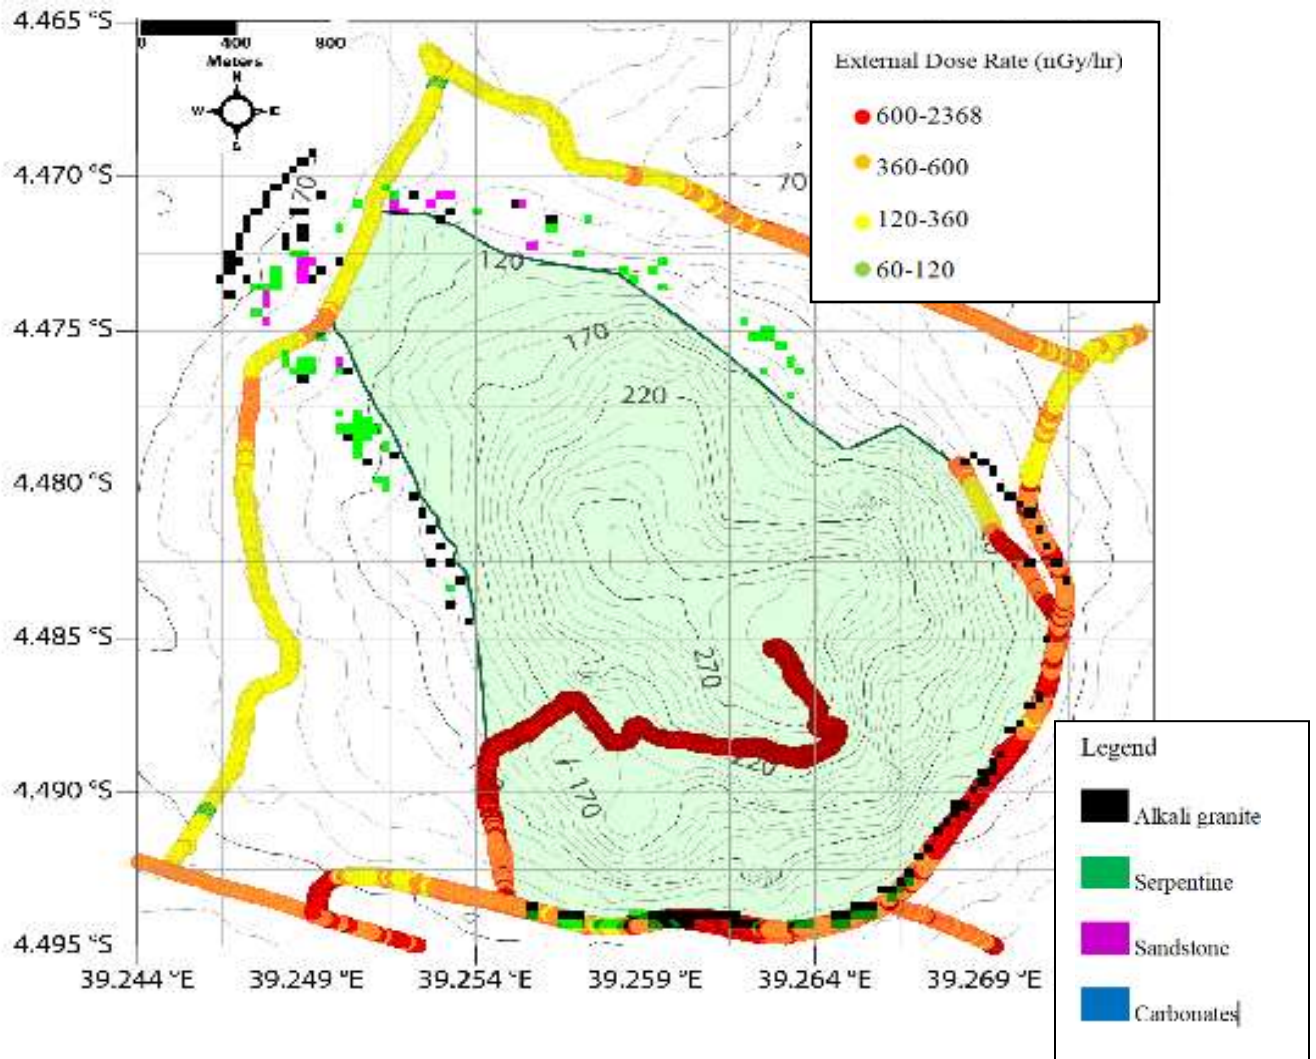 4.465 °S
0 400 800
Meters
N
W E
S
External Dose Rate (nGy/hr)
600-2368
360-600
120-360
60-120
4.470 °S
70
70
120
4.475 °S
170
220
4.480 °S
4.485 °S
270
4.490 °S
170
4.495 °S
39.244 °E 39.249 °E 39.254 °E 39.259 °E 39.264 °E 39.269 °E
Legend
Alkali granite
Serpentine
Sandstone
Carbonates